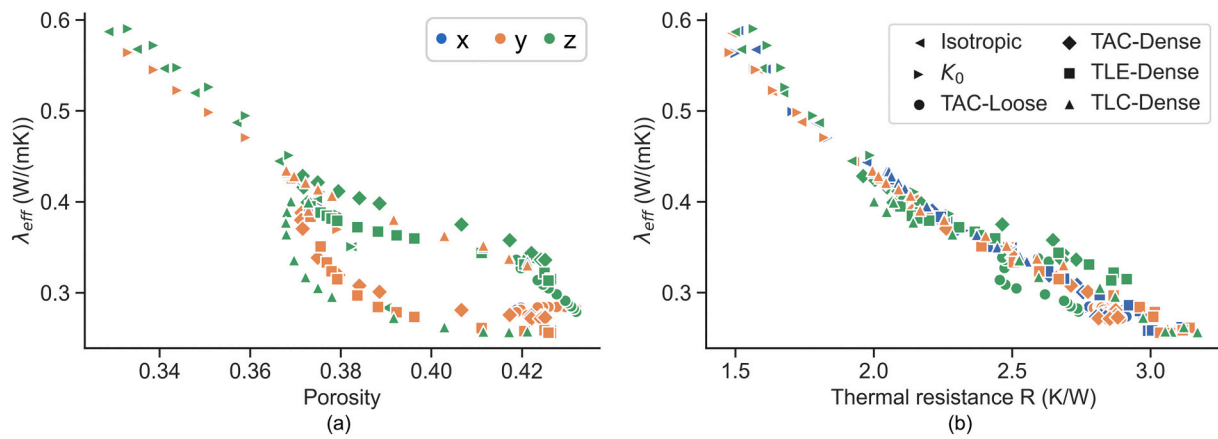 0.6
0.5
0.4
0.3
λeff (W/(mK))
0.34
0.36
0.38
0.40
0.42
Porosity
(a)
x y z
0.6
0.5
0.4
0.3
λeff (W/(mK))
1.5
2.0
2.5
3.0
Thermal resistance R (K/W)
(b)
Isotropic
K0
TAC-Loose
TAC-Dense
TLE-Dense
TLC-Dense